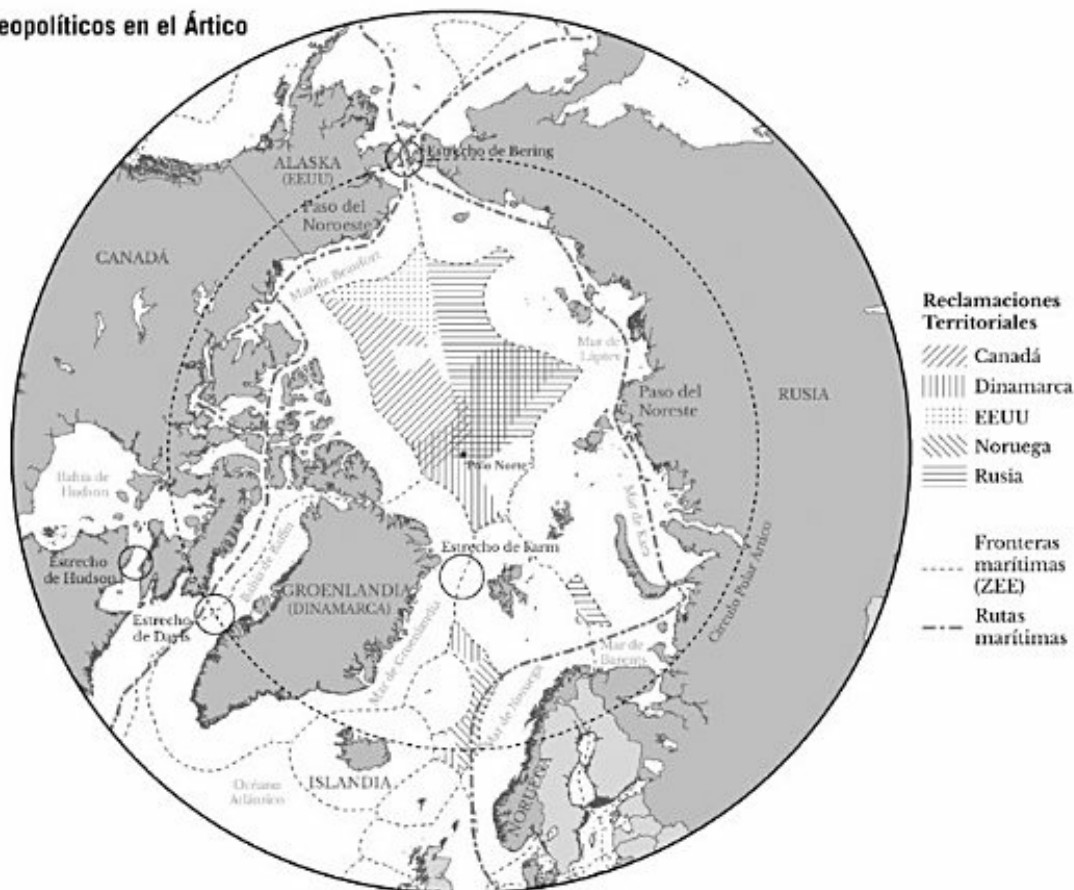 eopolíticos en el Ártico
Estrecho de Bering
ALASKA
(EEUU)
Paso del
Noroeste
CANADÁ
Mar de Beaufort
Mar de
Láptev
Paso del
Noreste
RUSIA
Polo Norte
Bahía de
Hudson
Estrecho
de Hudson
Bahía de Baffin
Estrecho
de Davis
GROENLANDIA
(DINAMARCA)
Estrecho de Farm
Mar de Kara
Círculo Polar Ártico
Mar de Groenlandia
Mar de Noruega
Mar de
Barents
ISLANDIA
Océano
Atlántico
NORUEGA
Reclamaciones
Territoriales
Canadá
Dinamarca
EEUU
Noruega
Rusia
Fronteras
marítimas
(ZEE)
Rutas
marítimas